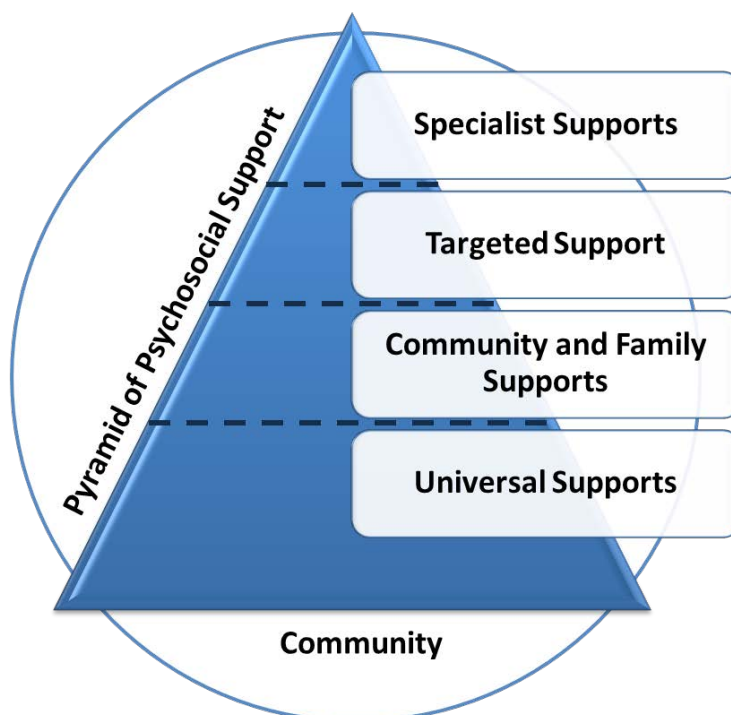 Pyramid of Psychosocial Support
Specialist Supports
Targeted Support
Community and Family
Supports
Universal Supports
Community